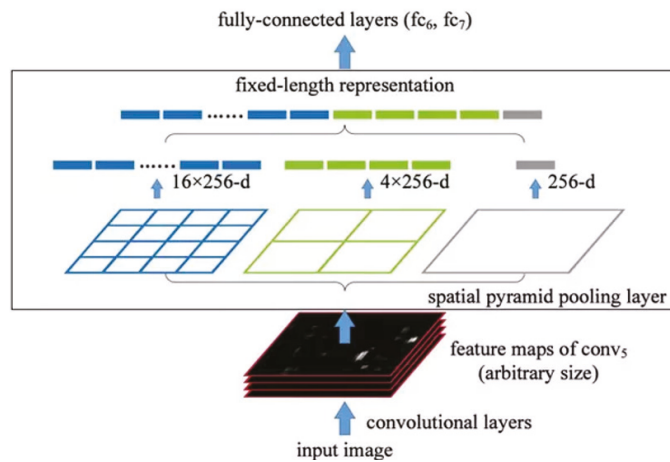 fully-connected layers (fc₆, fc₇)
fixed-length representation
......
......
16×256-d
4×256-d
256-d
spatial pyramid pooling layer
feature maps of conv₅
(arbitrary size)
convolutional layers
input image